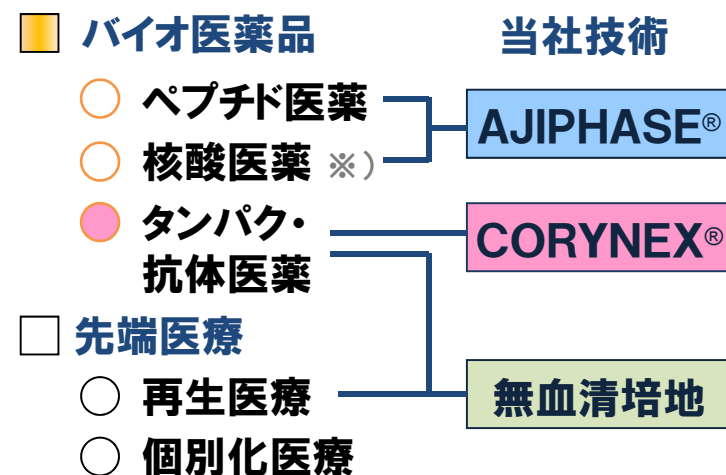 バイオ医薬品
当社技術
ペプチド医薬
AJIPHASE®
核酸医薬 ※）
タンパク・
抗体医薬
CORYNEX®
先端医療
再生医療
無血清培地
個別化医療